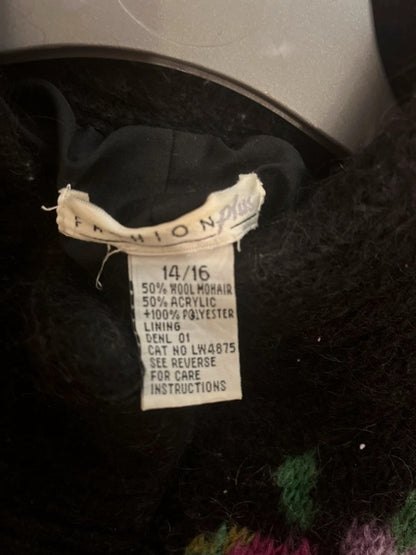 FASHION plus
14/16
50% WOOL MOHAIR
50% ACRYLIC
+100% POLYESTER
LINING
DENL 01
CAT NO LW4875
SEE REVERSE
FOR CARE
INSTRUCTIONS